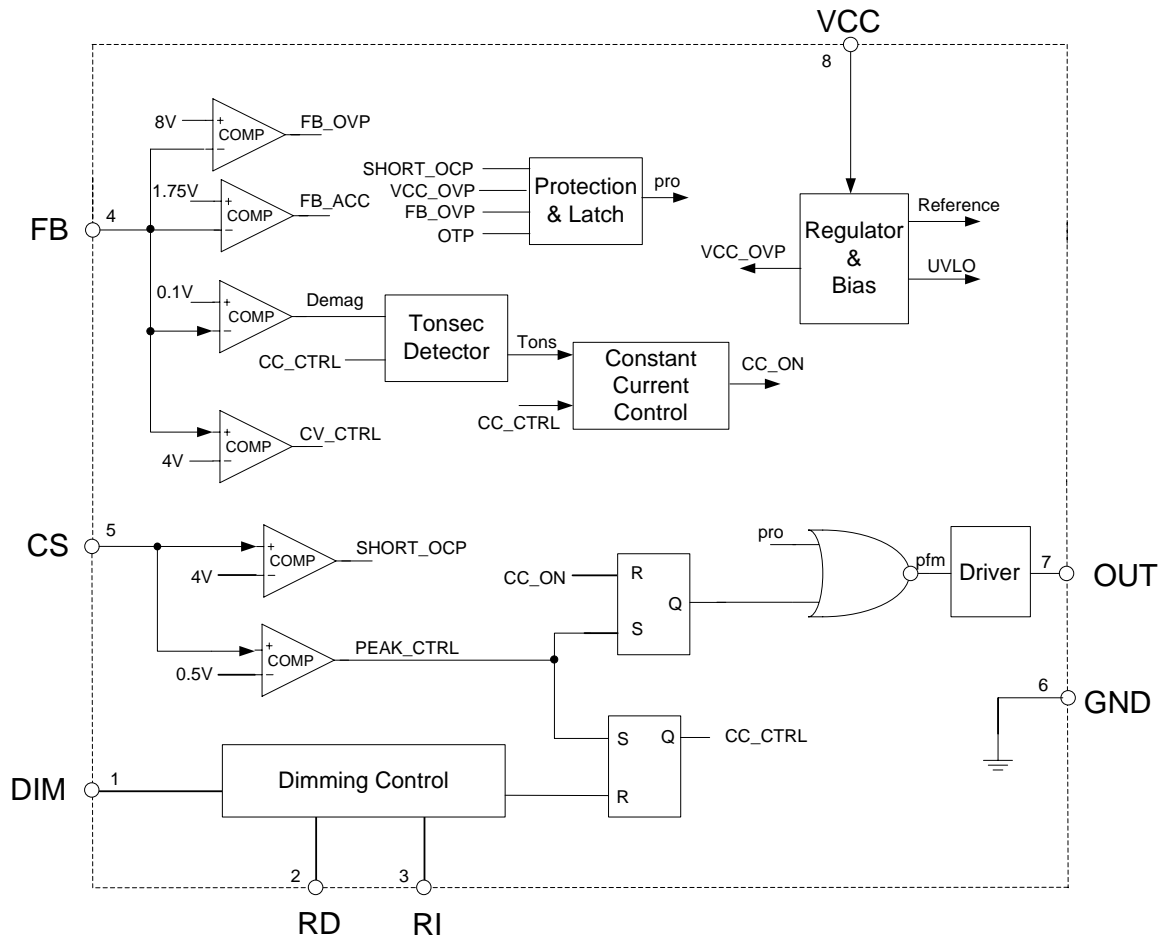 VCC
8
8V
+
−
COMP
FB_OVP
1.75V
+
−
COMP
FB_ACC
FB
4
SHORT_OCP
VCC_OVP
FB_OVP
OTP
Protection
& Latch
pro
Regulator
&
Bias
Reference
VCC_OVP
UVLO
0.1V
+
−
COMP
Demag
CC_CTRL
Tonsec
Detector
Tons
CC_CTRL
Constant
Current
Control
CC_ON
+
4V
−
COMP
CV_CTRL
CS
5
+
4V
−
COMP
SHORT_OCP
+
0.5V
−
COMP
PEAK_CTRL
CC_ON
R
S
Q
pro
pfm
Driver
7
OUT
6
GND
S
R
Q
CC_CTRL
DIM
1
Dimming Control
2
3
RD
RI